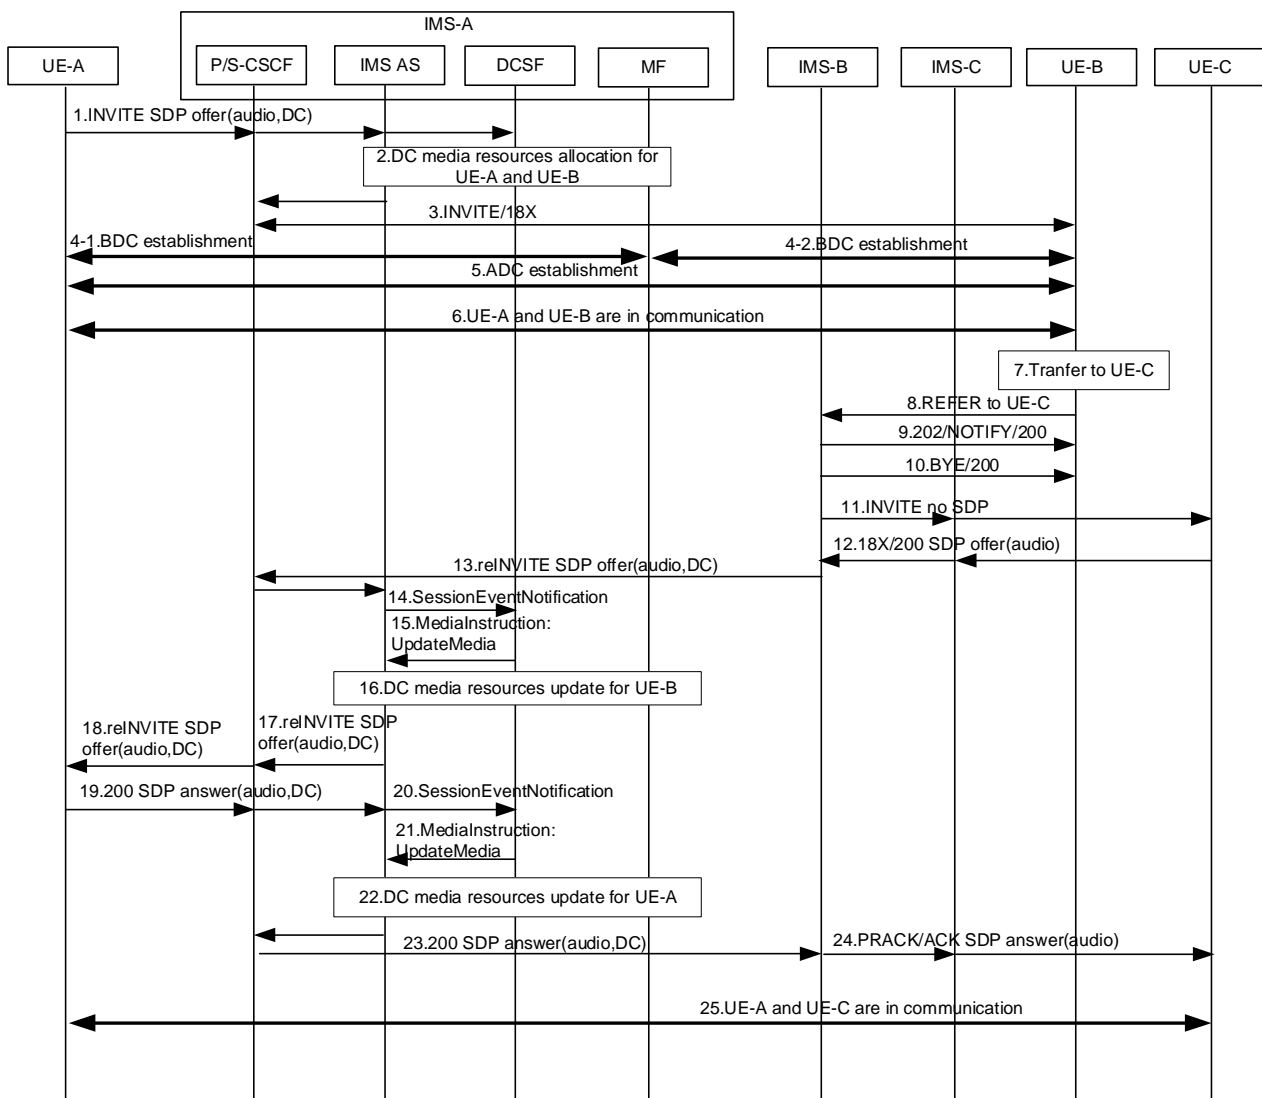 IMS-A
UE-A
P/S-CSCF
IMS AS
DCSF
MF
IMS-B
IMS-C
UE-B
UE-C
1.INVITE SDP offer(audio,DC)
2.DC media resources allocation for
UE-A and UE-B
3.INVITE/18X
4-1.BDC establishment
4-2.BDC establishment
5.ADC establishment
6.UE-A and UE-B are in communication
7.Tranfer to UE-C
8.REFER to UE-C
9.202/NOTIFY/200
10.BYE/200
11.INVITE no SDP
12.18X/200 SDP offer(audio)
13.reINVITE SDP offer(audio,DC)
14.SessionEventNotification
15.MediaInstruction:
UpdateMedia
16.DC media resources update for UE-B
17.reINVITE SDP
offer(audio,DC)
18.reINVITE SDP
offer(audio,DC)
19.200 SDP answer(audio,DC)
20.SessionEventNotification
21.MediaInstruction:
UpdateMedia
22.DC media resources update for UE-A
23.200 SDP answer(audio,DC)
24.PRACK/ACK SDP answer(audio)
25.UE-A and UE-C are in communication